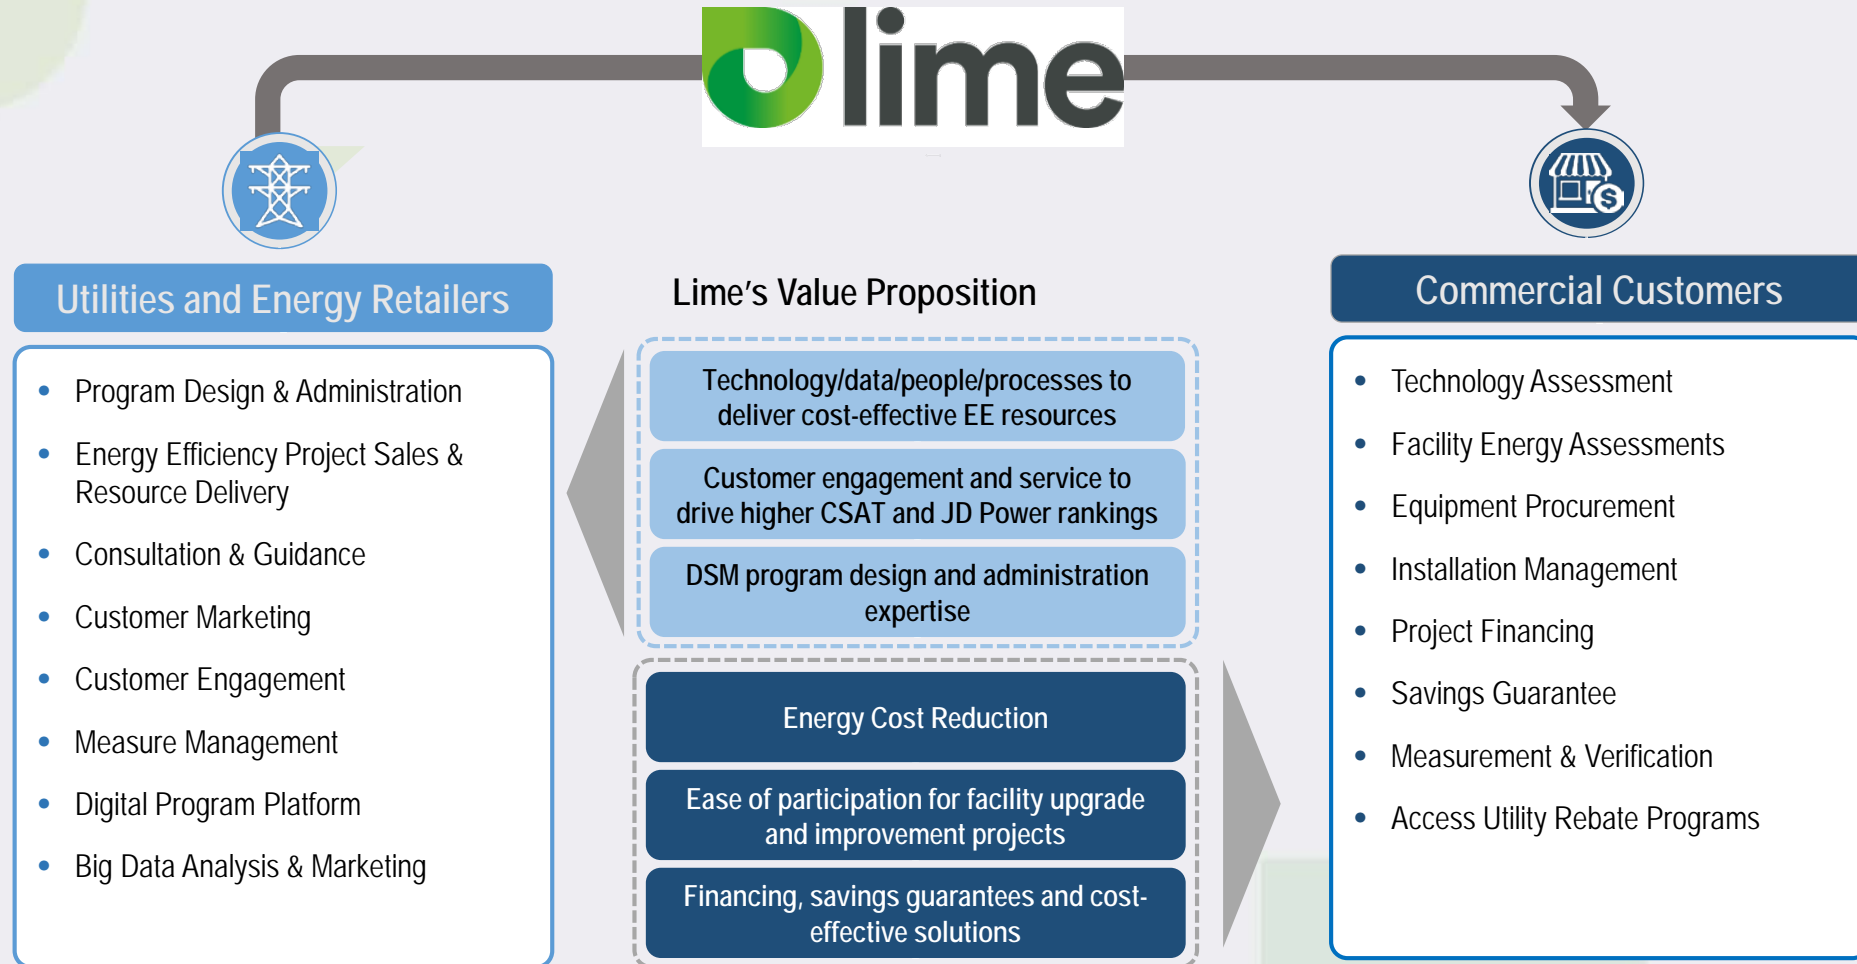 lime
Utilities and Energy Retailers
Program Design & Administration
Energy Efficiency Project Sales &
Resource Delivery
Consultation & Guidance
Customer Marketing
Customer Engagement
Measure Management
Digital Program Platform
Big Data Analysis & Marketing
Lime’s Value Proposition
Technology/data/people/processes to
deliver cost-effective EE resources
Customer engagement and service to
drive higher CSAT and JD Power rankings
DSM program design and administration
expertise
Energy Cost Reduction
Ease of participation for facility upgrade
and improvement projects
Financing, savings guarantees and cost-
effective solutions
Commercial Customers
Technology Assessment
Facility Energy Assessments
Equipment Procurement
Installation Management
Project Financing
Savings Guarantee
Measurement & Verification
Access Utility Rebate Programs